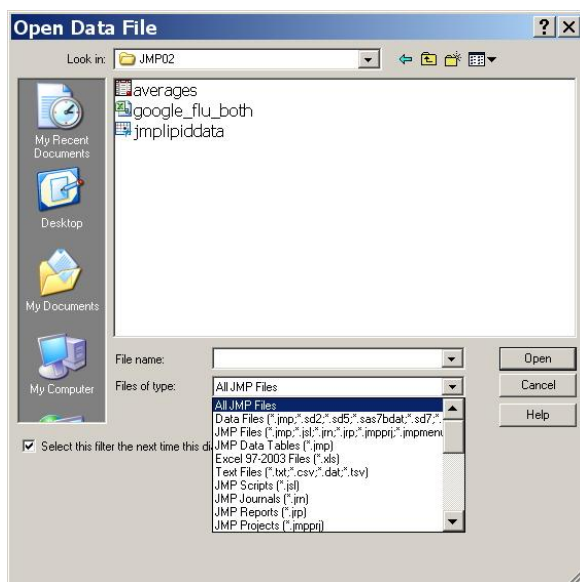 Open Data File
Look in: JMP02
averages
google_flu_both
jmplipiddata
My Recent
Documents
Desktop
My Documents
My Computer
File name:
Open
Files of type: All JMP Files
Cancel
Help
All JMP Files
Data Files (*.jmp;*.sd2;*.sd5;*.sas7bdat;*.sd7;*.
JMP Files (*.jmp;*.jsl;*.jrn;*.jrp;*.jmpprj;*.jmpmenu
JMP Data Tables (*.jmp)
Excel 97-2003 Files (*.xls)
Text Files (*.txt;*.csv;*.dat;*.tsv)
JMP Scripts (*.jsl)
JMP Journals (*.jrn)
JMP Reports (*.jrp)
JMP Projects (*.jmpprj)
Select this filter the next time this di